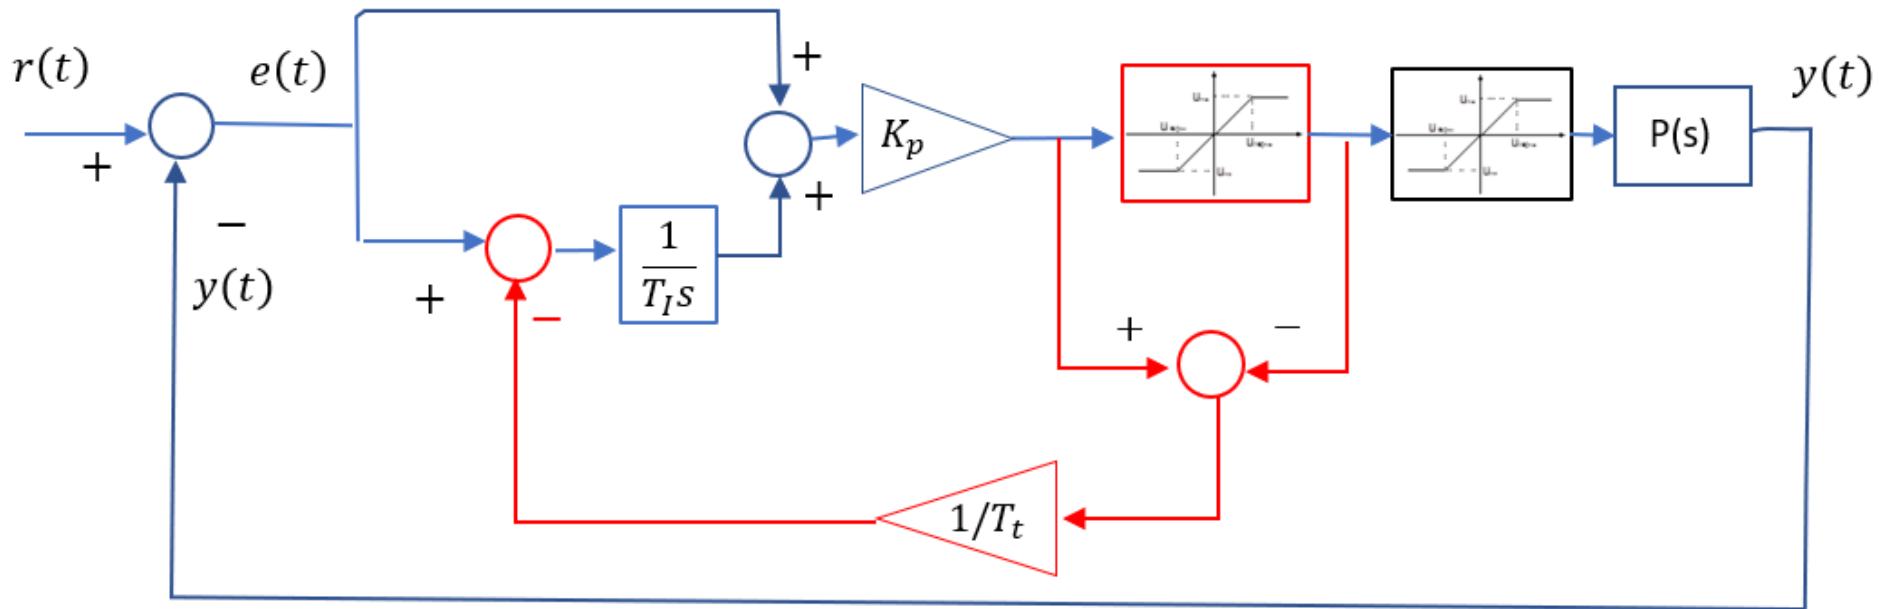 r(t)
e(t)
y(t)
+
+
K_p
P(s)
+
−
y(t)
+
−
1
T_I s
+
+
−
1/T_t